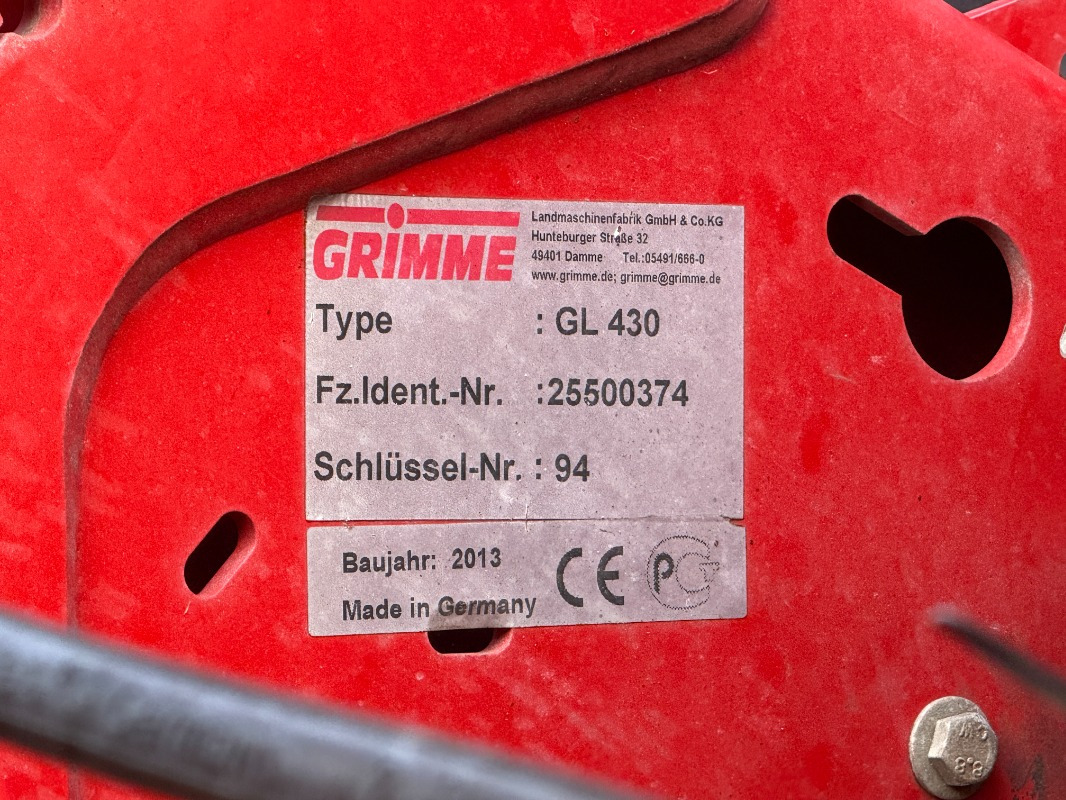 GRIMME
Landmaschinenfabrik GmbH & Co.KG
Hunteburger Straße 32
49401 Damme Tel.:05491/666-0
www.grimme.de; grimme@grimme.de
Type : GL 430
Fz.Ident.-Nr. :25500374
Schlüssel-Nr. : 94
Baujahr: 2013
Made in Germany
CE
8.8